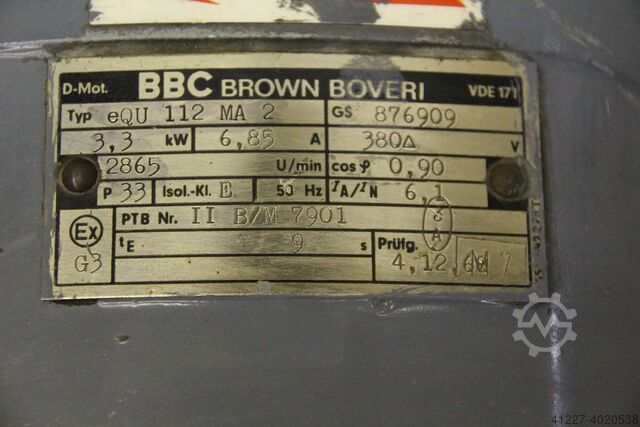 D-Mot. BBC BROWN BOVERI VDE 171
Typ eQU 112 MA 2 GS 876909
3,3 kW 6,85 A 380Δ V
2865 U/min cos φ 0,90
P 33 Isol.-Kl. E 50 Hz IA/IN 6,1
Ex G3 PTB Nr. II B/M 7901
tE 9 s Prüfg. 3 A
4,12.68
41227-4020538